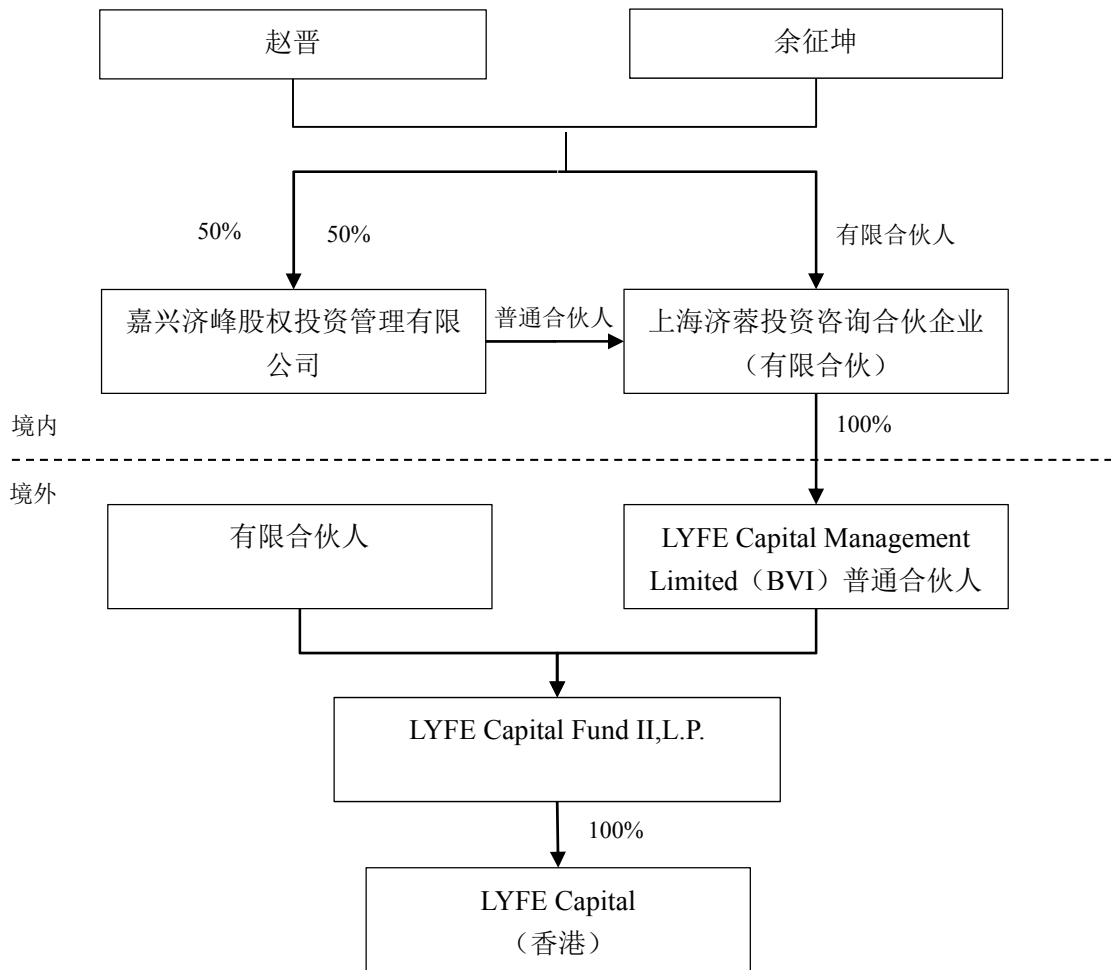 赵晋
余征坤
50%
50%
有限合伙人
嘉兴济峰股权投资管理有限
公司
普通合伙人
上海济蓉投资咨询合伙企业
（有限合伙）
境内
100%
境外
有限合伙人
LYFE Capital Management
Limited（BVI）普通合伙人
LYFE Capital Fund II,L.P.
100%
LYFE Capital
（香港）